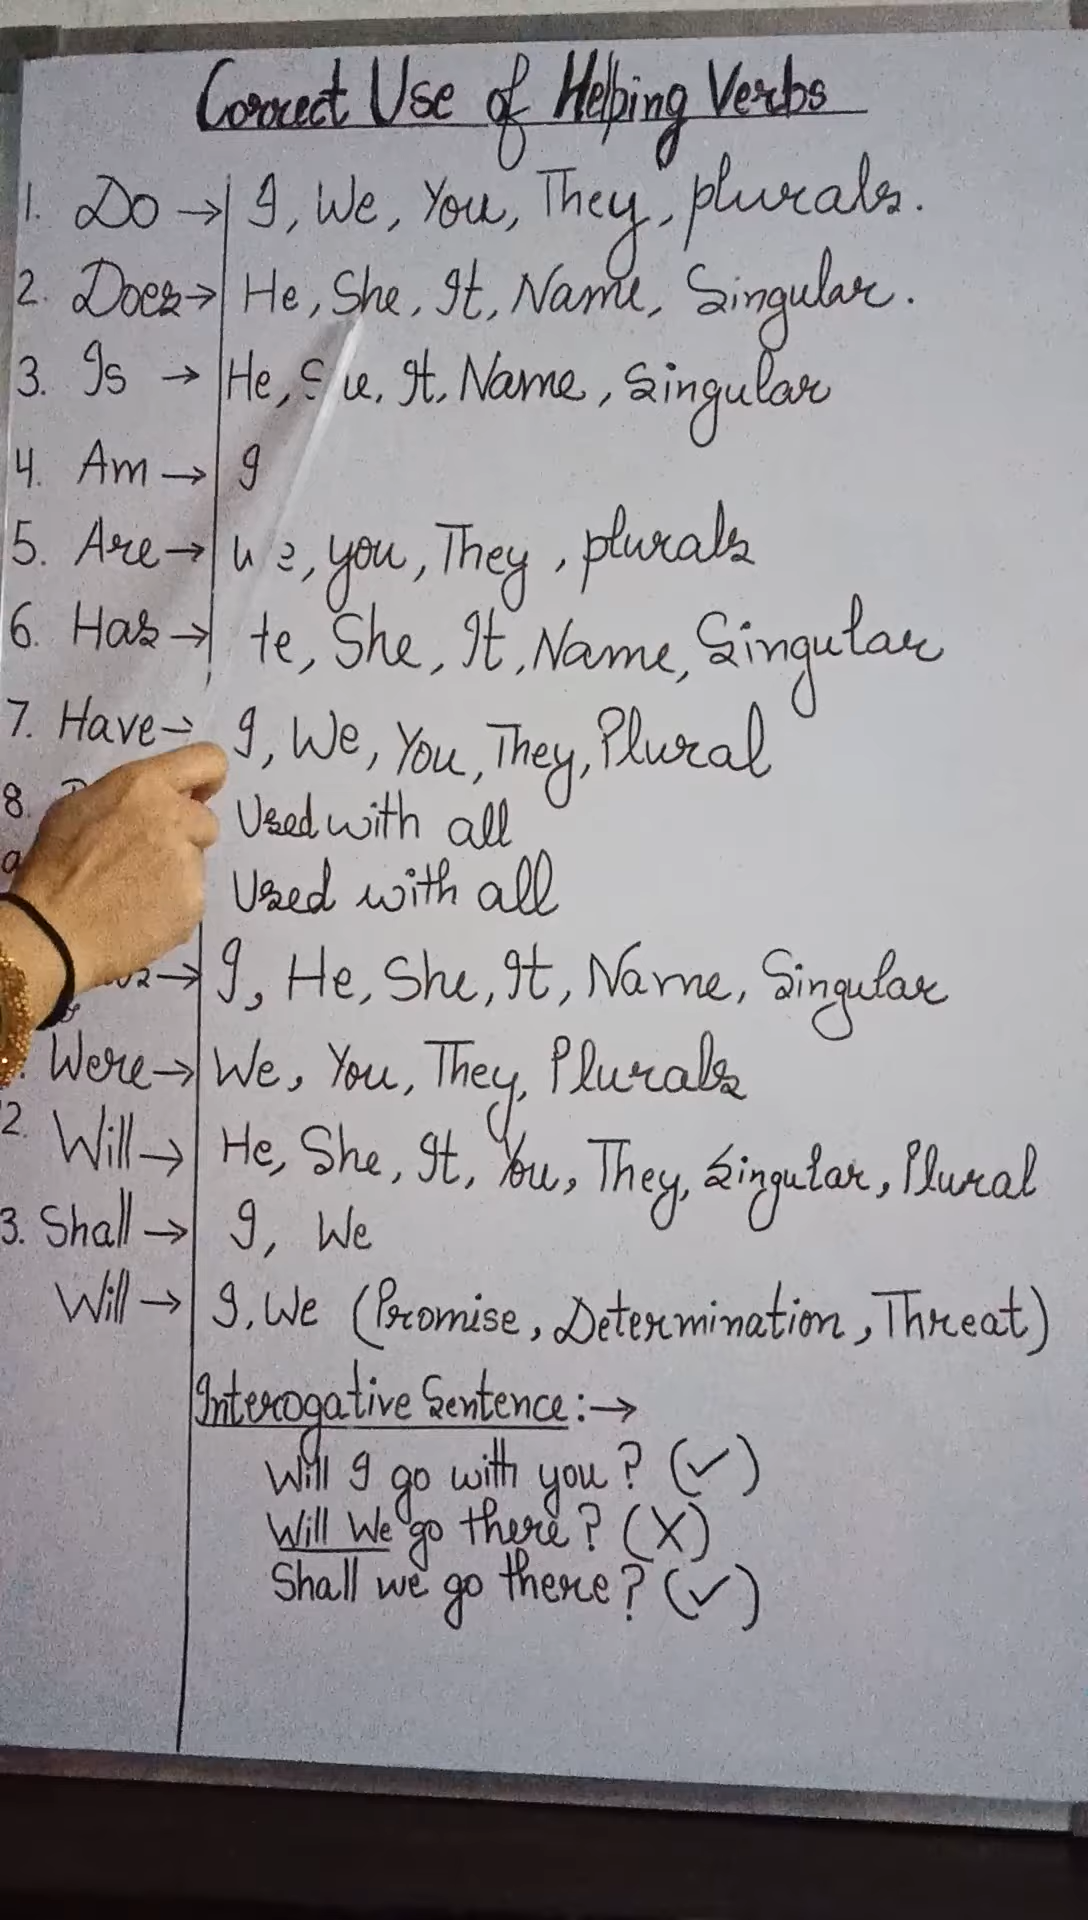 Correct Use of Helping Verbs
1. Do → I, We, You, They, plurals.
2. Does → He, She, It, Name, Singular.
3. Is → He, It, Name, Singular
4. Am → I
5. Are → you, They, plurals
6. Has → She, It, Name, Singular
7. Have → I, We, You, They, Plural
8. Used with all
Used with all
→ I, He, She, It, Name, Singular
Were → We, You, They, Plurals
2. Will → He, She, It, You, They, Singular, Plural
3. Shall → I, We
Will → I, We (Promise, Determination, Threat)
Interogative Sentence :→
Will I go with you? (✓)
Will We go there? (X)
Shall we go there? (✓)